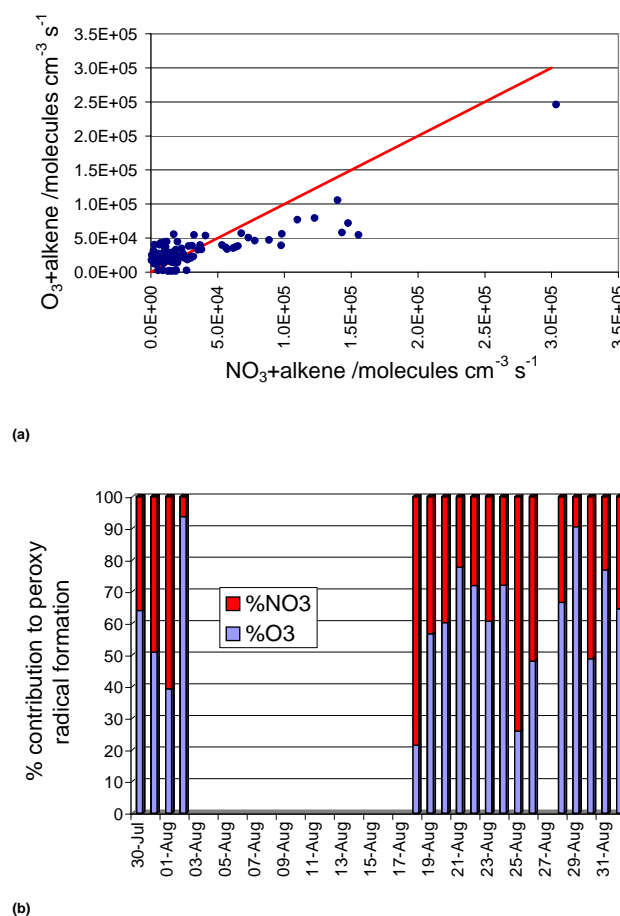 3.5E+05
3.0E+05
2.5E+05
2.0E+05
1.5E+05
1.0E+05
5.0E+04
0.0E+00
O3+alkene /molecules cm-3 s-1
0.0E+00
5.0E+04
1.0E+05
1.5E+05
2.0E+05
2.5E+05
3.0E+05
3.5E+05
NO3+alkene /molecules cm-3 s-1
(a)
100
90
80
70
60
50
40
30
20
10
0
% contribution to peroxy
radical formation
%NO3
%O3
30-Jul
01-Aug
03-Aug
05-Aug
07-Aug
09-Aug
11-Aug
13-Aug
15-Aug
17-Aug
19-Aug
21-Aug
23-Aug
25-Aug
27-Aug
29-Aug
31-Aug
(b)